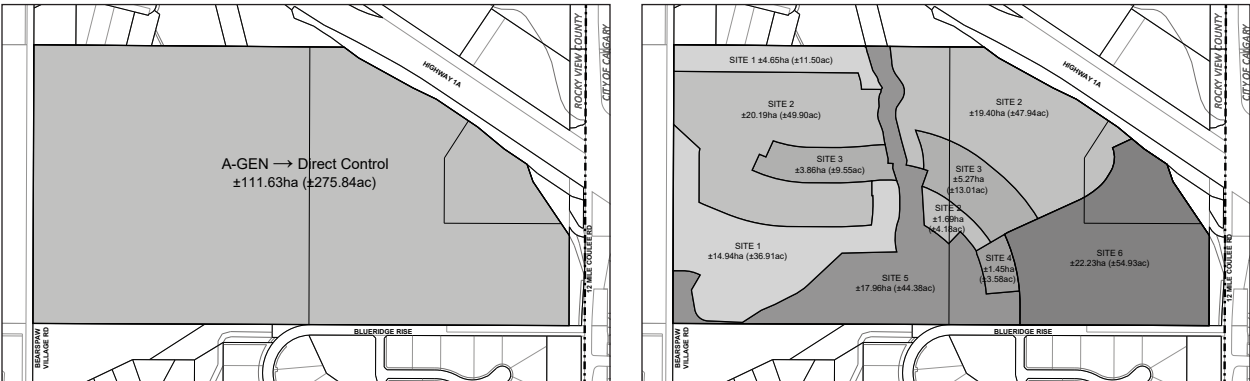 HIGHWAY 1A
ROCKY VIEW COUNTY
CITY OF CALGARY
A-GEN → Direct Control
±111.63ha (±275.84ac)
12 MILE COULEE RD
BEARSPAW
VILLAGE RD
BLUERIDGE RISE
HIGHWAY 1A
ROCKY VIEW COUNTY
CITY OF CALGARY
SITE 1 ±4.65ha (±11.50ac)
SITE 2
±20.19ha (±49.90ac)
SITE 2
±19.40ha (±47.94ac)
SITE 3
±3.86ha (±9.55ac)
SITE 3
±5.27ha
(±13.01ac)
SITE 2
±1.69ha
(±4.18ac)
SITE 1
±14.94ha (±36.91ac)
SITE 4
±1.45ha
(±3.58ac)
SITE 6
±22.23ha (±54.93ac)
SITE 5
±17.96ha (±44.38ac)
12 MILE COULEE RD
BEARSPAW
VILLAGE RD
BLUERIDGE RISE